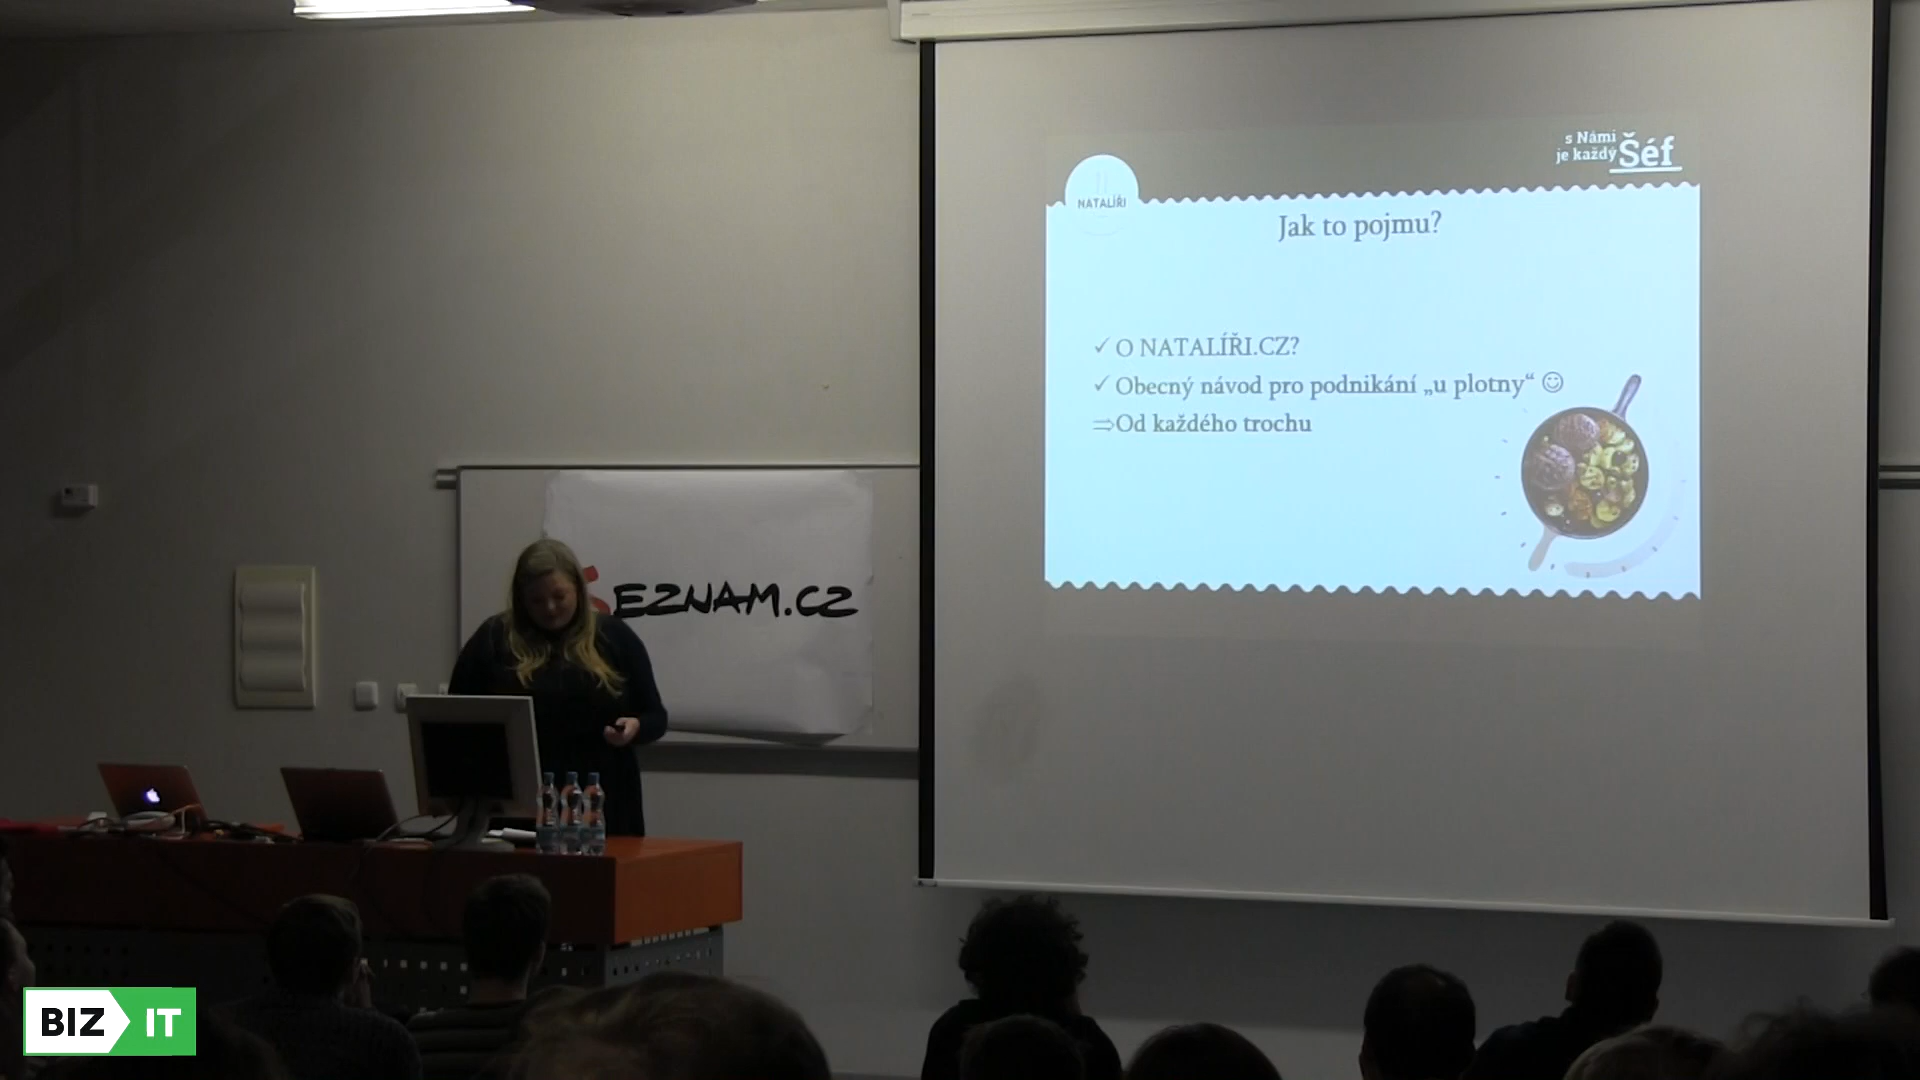 s Námi
je každý Šéf
NATALÍŘI
Jak to pojmu?
✓ O NATALÍŘI.CZ?
✓ Obecný návod pro podnikání „u plotny“ ☺
⇒Od každého trochu
EZNAM.CZ
BIZ IT